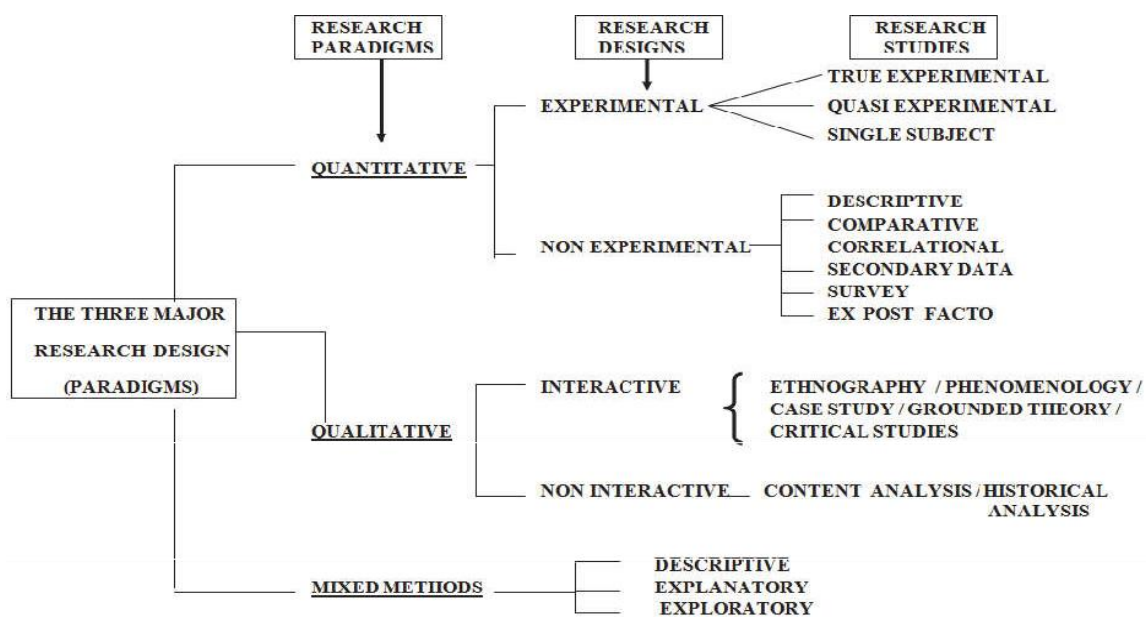 RESEARCH
PARADIGMS
RESEARCH
DESIGNS
RESEARCH
STUDIES
TRUE EXPERIMENTAL
EXPERIMENTAL
QUASI EXPERIMENTAL
SINGLE SUBJECT
QUANTITATIVE
DESCRIPTIVE
COMPARATIVE
NON EXPERIMENTAL
CORRELATIONAL
SECONDARY DATA
SURVEY
EX POST FACTO
THE THREE MAJOR
RESEARCH DESIGN
(PARADIGMS)
INTERACTIVE
ETHNOGRAPHY / PHENOMENOLOGY /
CASE STUDY / GROUNDED THEORY /
CRITICAL STUDIES
QUALITATIVE
NON INTERACTIVE
CONTENT ANALYSIS / HISTORICAL
ANALYSIS
MIXED METHODS
DESCRIPTIVE
EXPLANATORY
EXPLORATORY